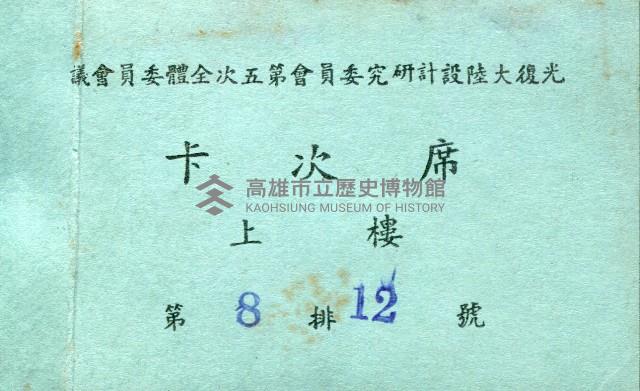 光復大陸設計研究委員會第五次全體委員會議
席次卡
高雄市立歷史博物館
KAOHSIUNG MUSEUM OF HISTORY
樓上
第 8 排 12 號